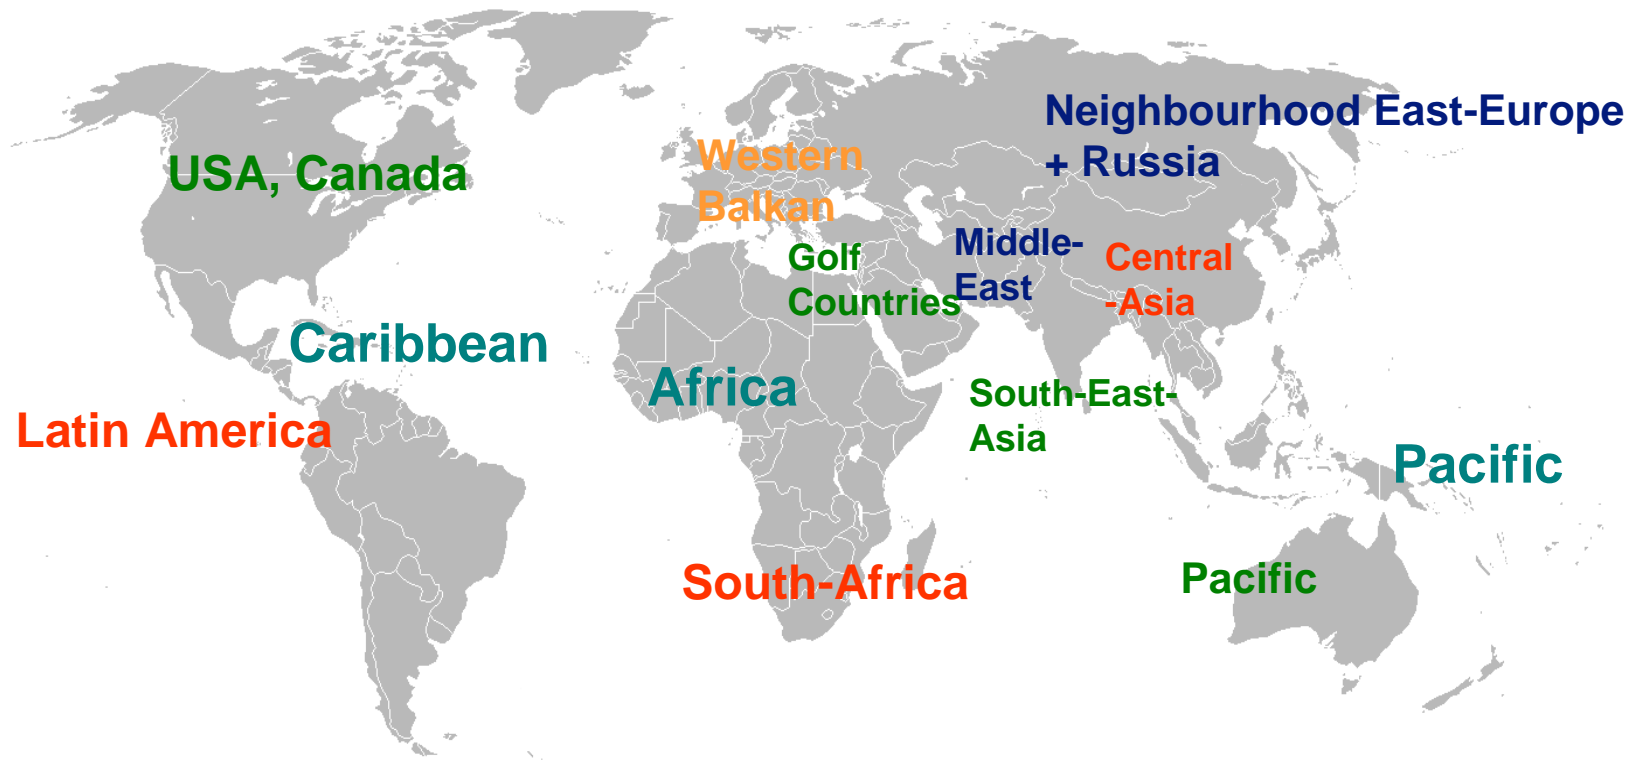 Neighbourhood East-Europe
+ Russia
USA, Canada
Western
Balkan
Golf
Countries
Middle-
East
Central
-Asia
Caribbean
Africa
South-East-
Asia
Latin America
Pacific
South-Africa
Pacific